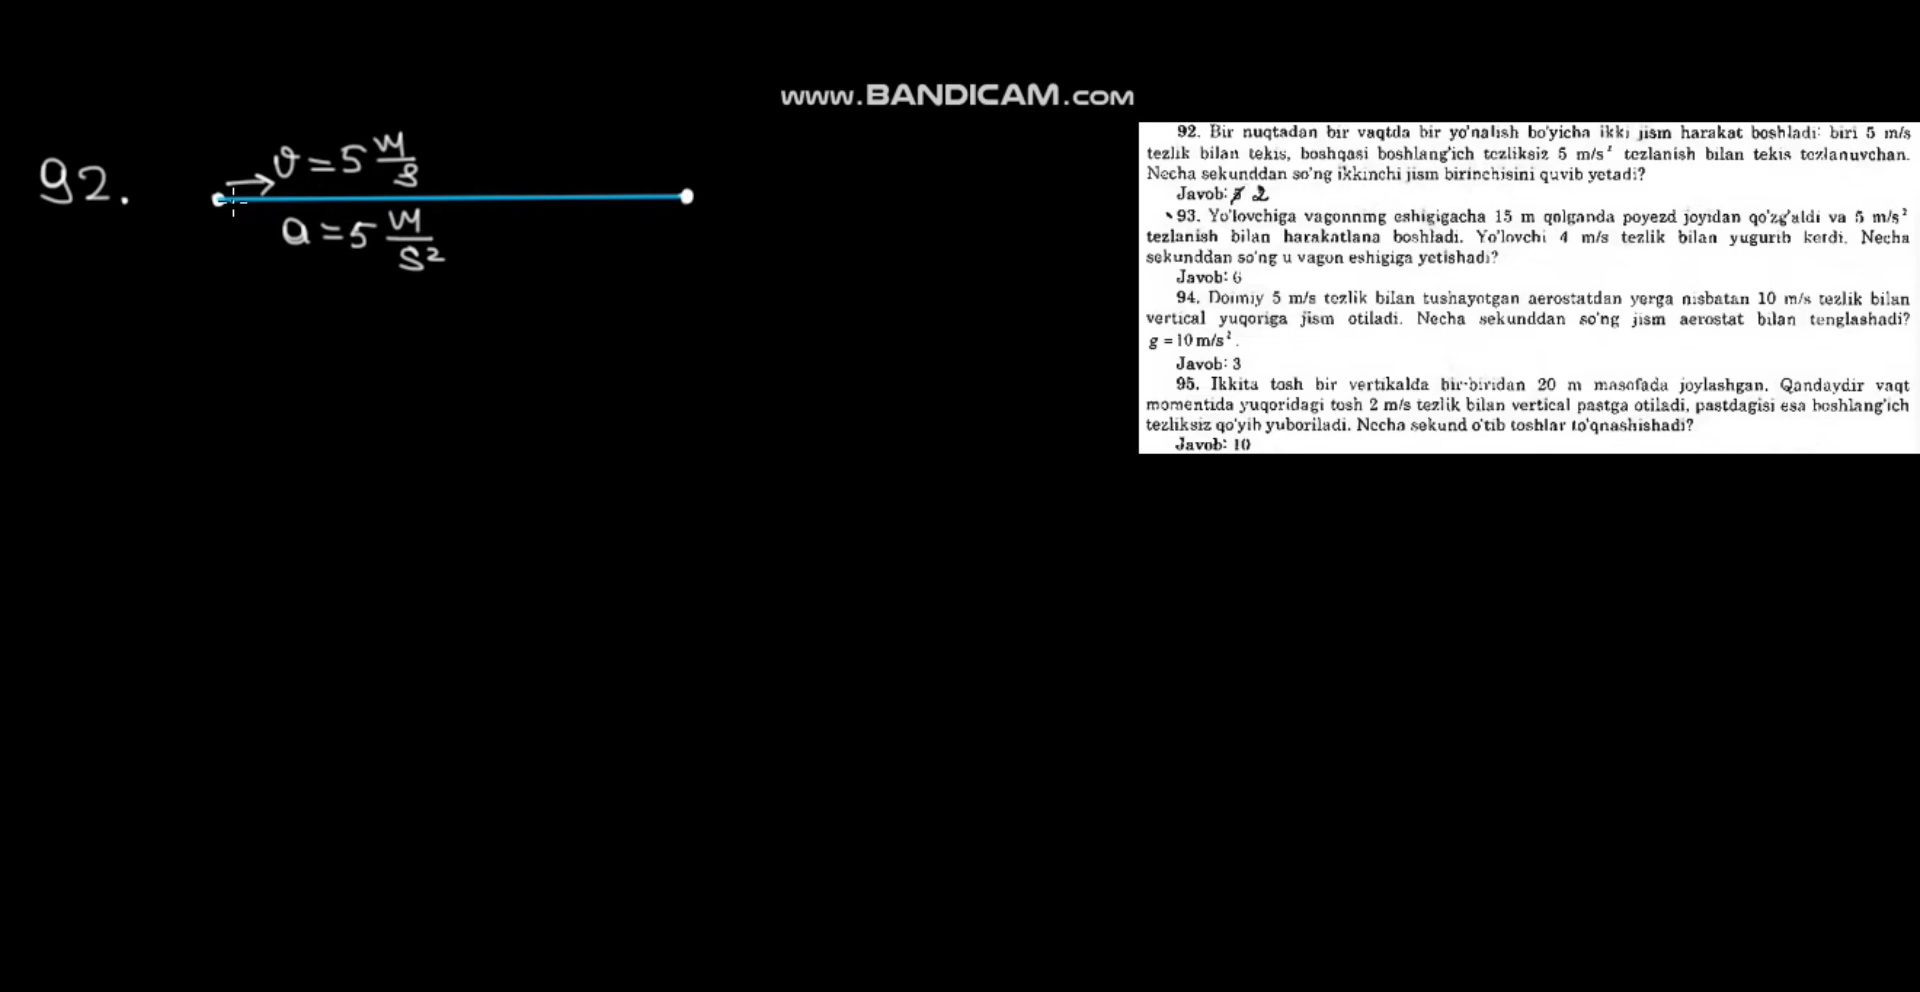 www.BANDICAM.COM
92.
υ = 5 m/s
a = 5 m/s²
92. Bir nuqtadan bir vaqtda bir yo'nalish bo'yicha ikki jism harakat boshladi: biri 5 m/s
tezlik bilan tekis, boshqasi boshlang'ich tezliksiz 5 m/s² tezlanish bilan tekis tezlanuvchan.
Necha sekunddan so'ng ikkinchi jism birinchisini quvib yetadi?
Javob: 2
93. Yo'lovchiga vagonnmg eshigigacha 15 m qolganda poyezd joyidan qo'zg'aldi va 5 m/s²
tezlanish bilan harakatlana boshladi. Yo'lovchi 4 m/s tezlik bilan yugurib ketdi. Necha
sekunddan so'ng u vagon eshigiga yetishadi?
Javob: 6
94. Doimiy 5 m/s tezlik bilan tushayotgan aerostatdan yerga nisbatan 10 m/s tezlik bilan
vertical yuqoriga jism otiladi. Necha sekunddan so'ng jism aerostat bilan tenglashadi?
g = 10 m/s².
Javob: 3
95. Ikkita tosh bir vertikalda bir-biridan 20 m masofada joylashgan. Qandaydir vaqt
momentida yuqoridagi tosh 2 m/s tezlik bilan vertical pastga otiladi, pastdagisi esa boshlang'ich
tezliksiz qo'yib yuboriladi. Necha sekund o'tib toshlar to'qnashishadi?
Javob: 10